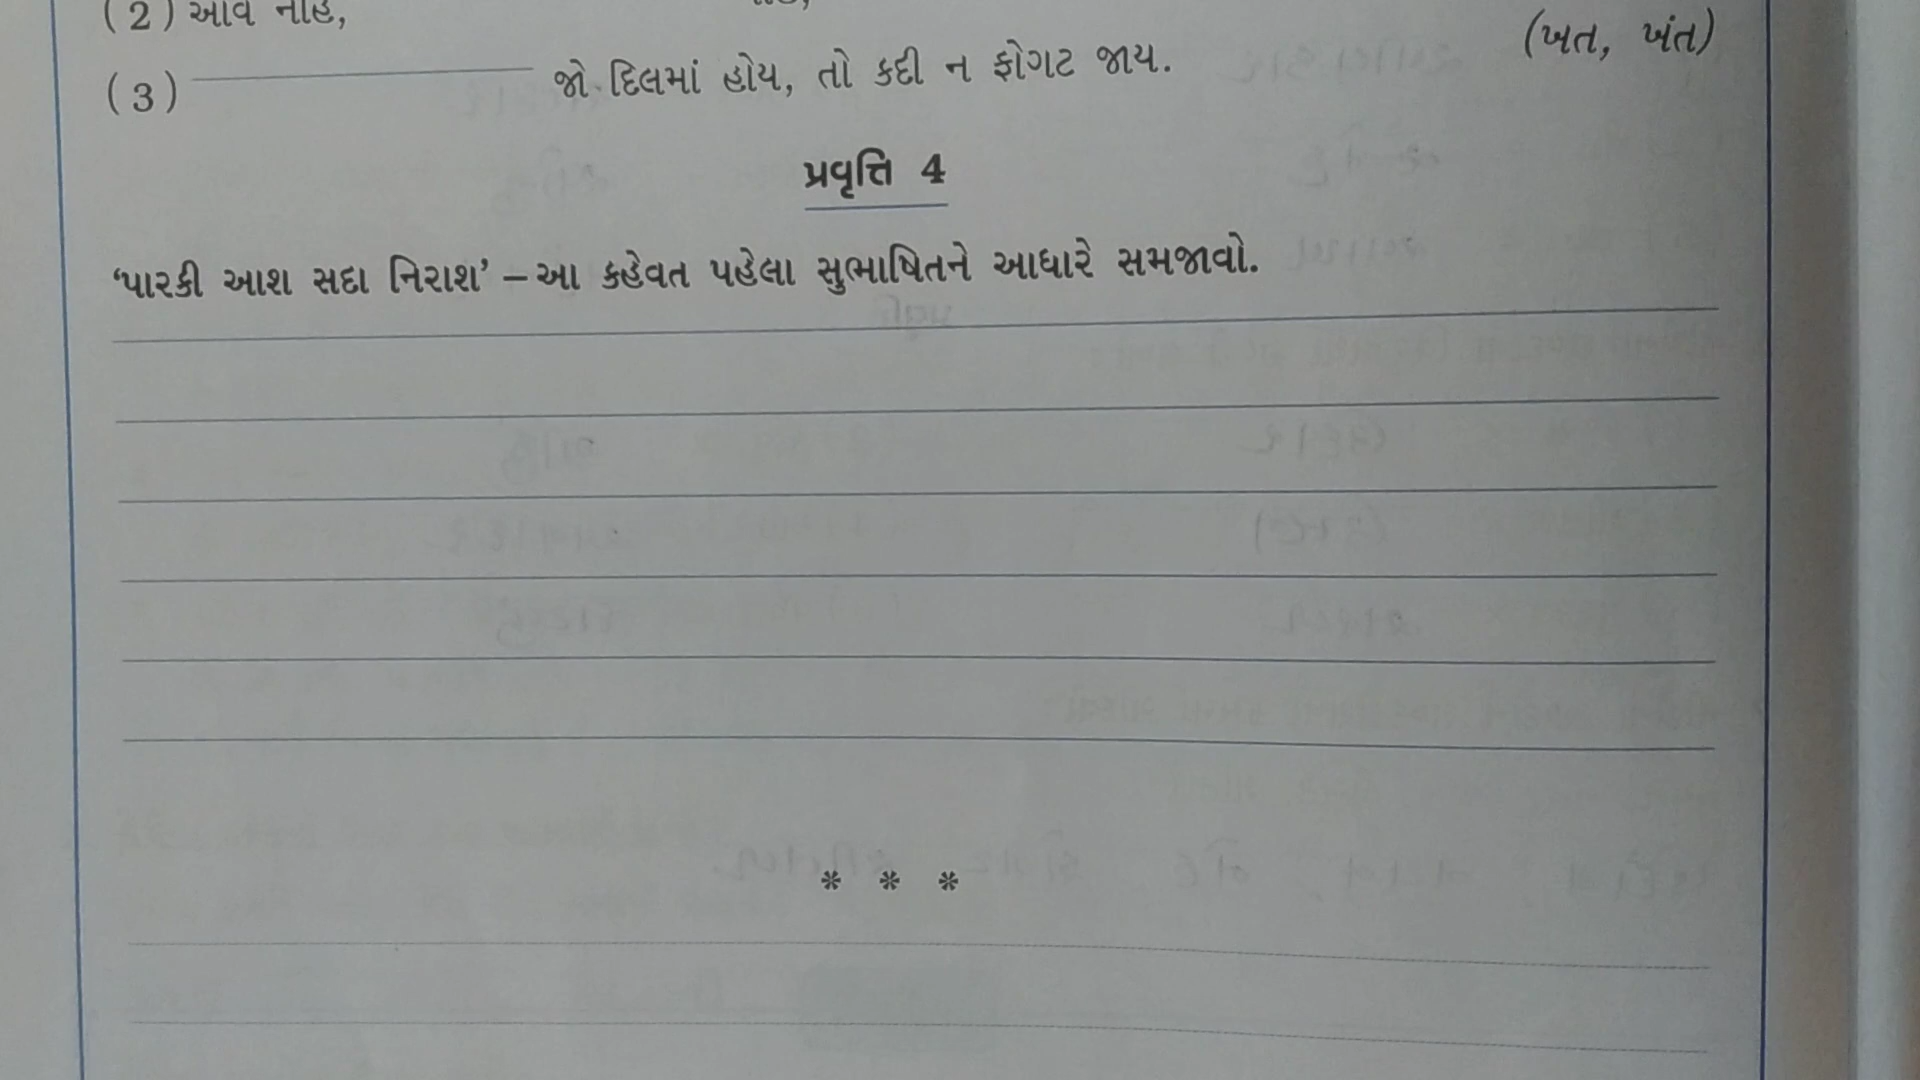 (2) આવ નહિ,
(ખત, ખંત)
(3) __________ જો દિલમાં હોય, તો કદી ન ફોગટ જાય.
પ્રવૃત્તિ 4
‘પારકી આશ સદા નિરાશ’ – આ કહેવત પહેલા સુભાષિતને આધારે સમજાવો.
* * *